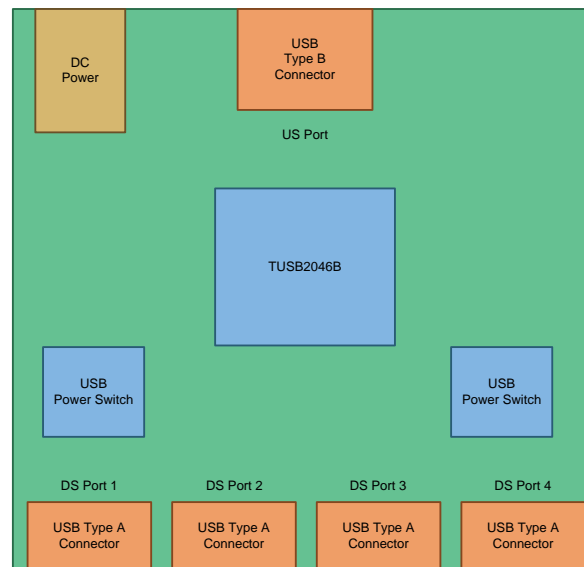 DC
Power
USB
Type B
Connector
US Port
TUSB2046B
USB
Power Switch
USB
Power Switch
DS Port 1
DS Port 2
DS Port 3
DS Port 4
USB Type A
Connector
USB Type A
Connector
USB Type A
Connector
USB Type A
Connector